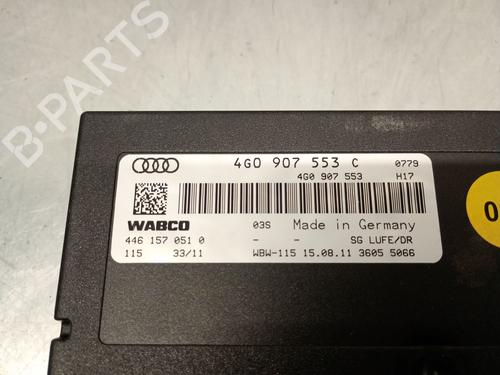 B-PARTS
4G0 907 553 C 0779
4G0 907 553 H17
WABCO 03S Made in Germany
446 157 051 0 - - SG LUFE/DR
115 33/11 WBW-115 15.08.11 3605 5066
0